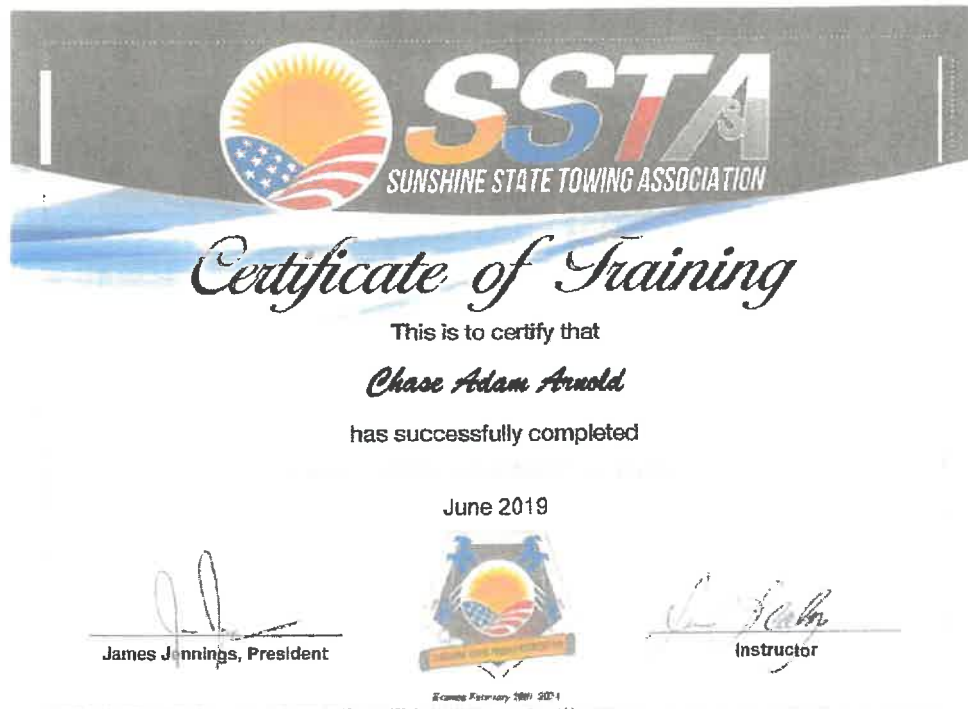 SSTA
SUNSHINE STATE TOWING ASSOCIATION
Certificate of Training
This is to certify that
Chase Adam Arnold
has successfully completed
June 2019
James Jennings, President
Instructor